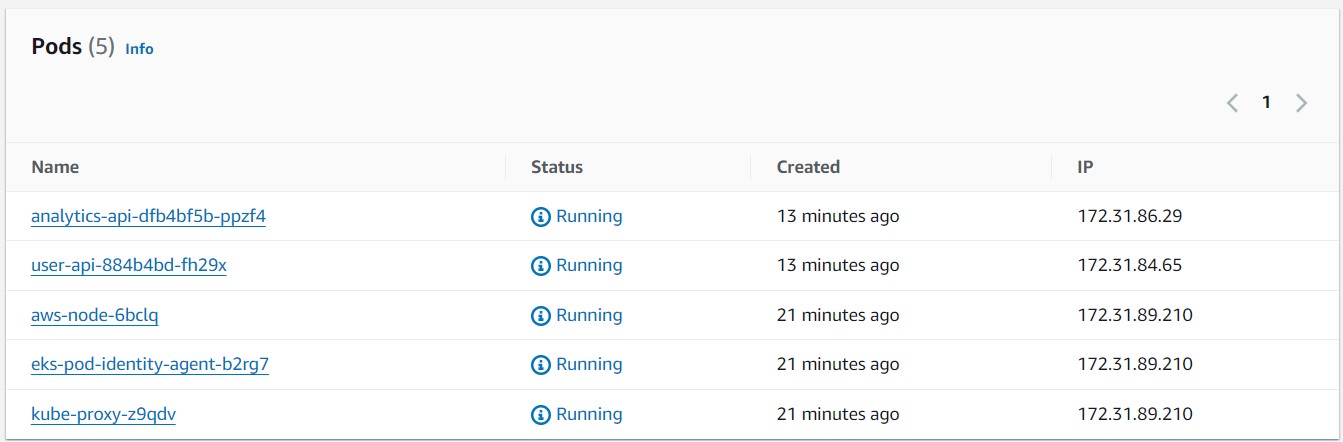 Pods (5) Info
1
Name Status Created IP
analytics-api-dfb4bf5b-ppzf4 Running 13 minutes ago 172.31.86.29
user-api-884b4bd-fh29x Running 13 minutes ago 172.31.84.65
aws-node-6bclq Running 21 minutes ago 172.31.89.210
eks-pod-identity-agent-b2rg7 Running 21 minutes ago 172.31.89.210
kube-proxy-z9qdv Running 21 minutes ago 172.31.89.210